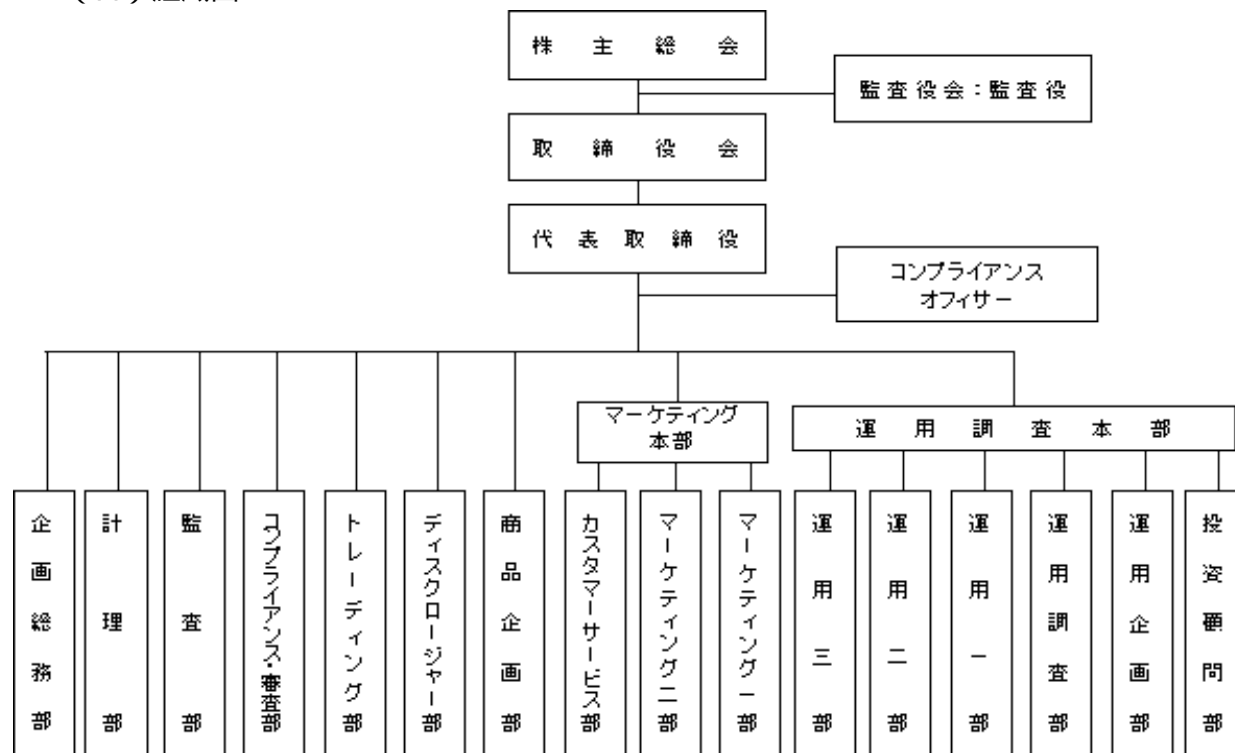 株主総会
監査役会：監査役
取締役会
代表取締役
コンプライアンス
オフィサー
マーケティング
本部
運用調査本部
企画総務部
計理部
監査部
コンプライアンス・審査部
トレーディング部
ディスクロージャー部
商品企画部
カスタマーサービス部
マーケティング二部
マーケティング一部
運用三部
運用二部
運用一部
運用調査部
運用企画部
投資顧問部